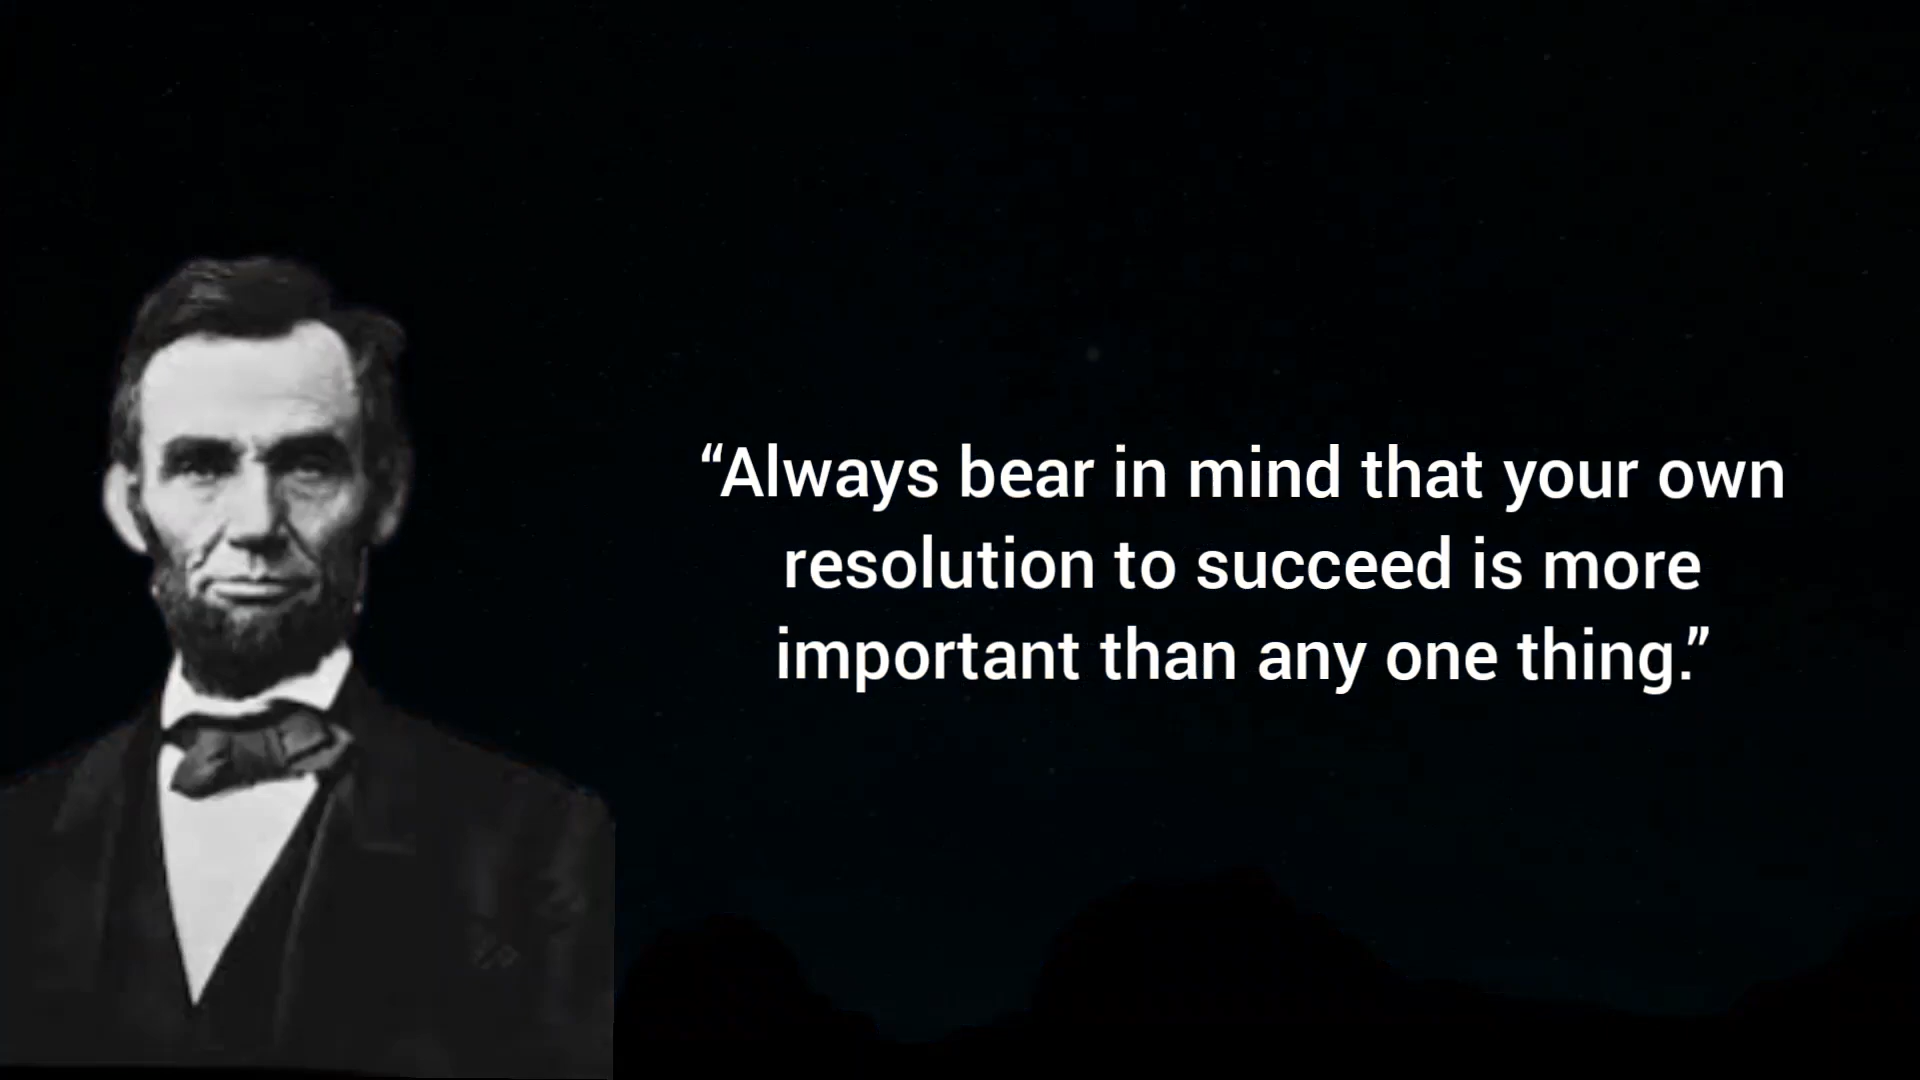 “Always bear in mind that your own
resolution to succeed is more
important than any one thing.”